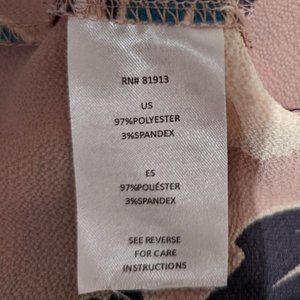 RN# 81913
US
97%POLYESTER
3%SPANDEX
ES
97%POLIÉSTER
3%SPANDEX
SEE REVERSE
FOR CARE
INSTRUCTIONS